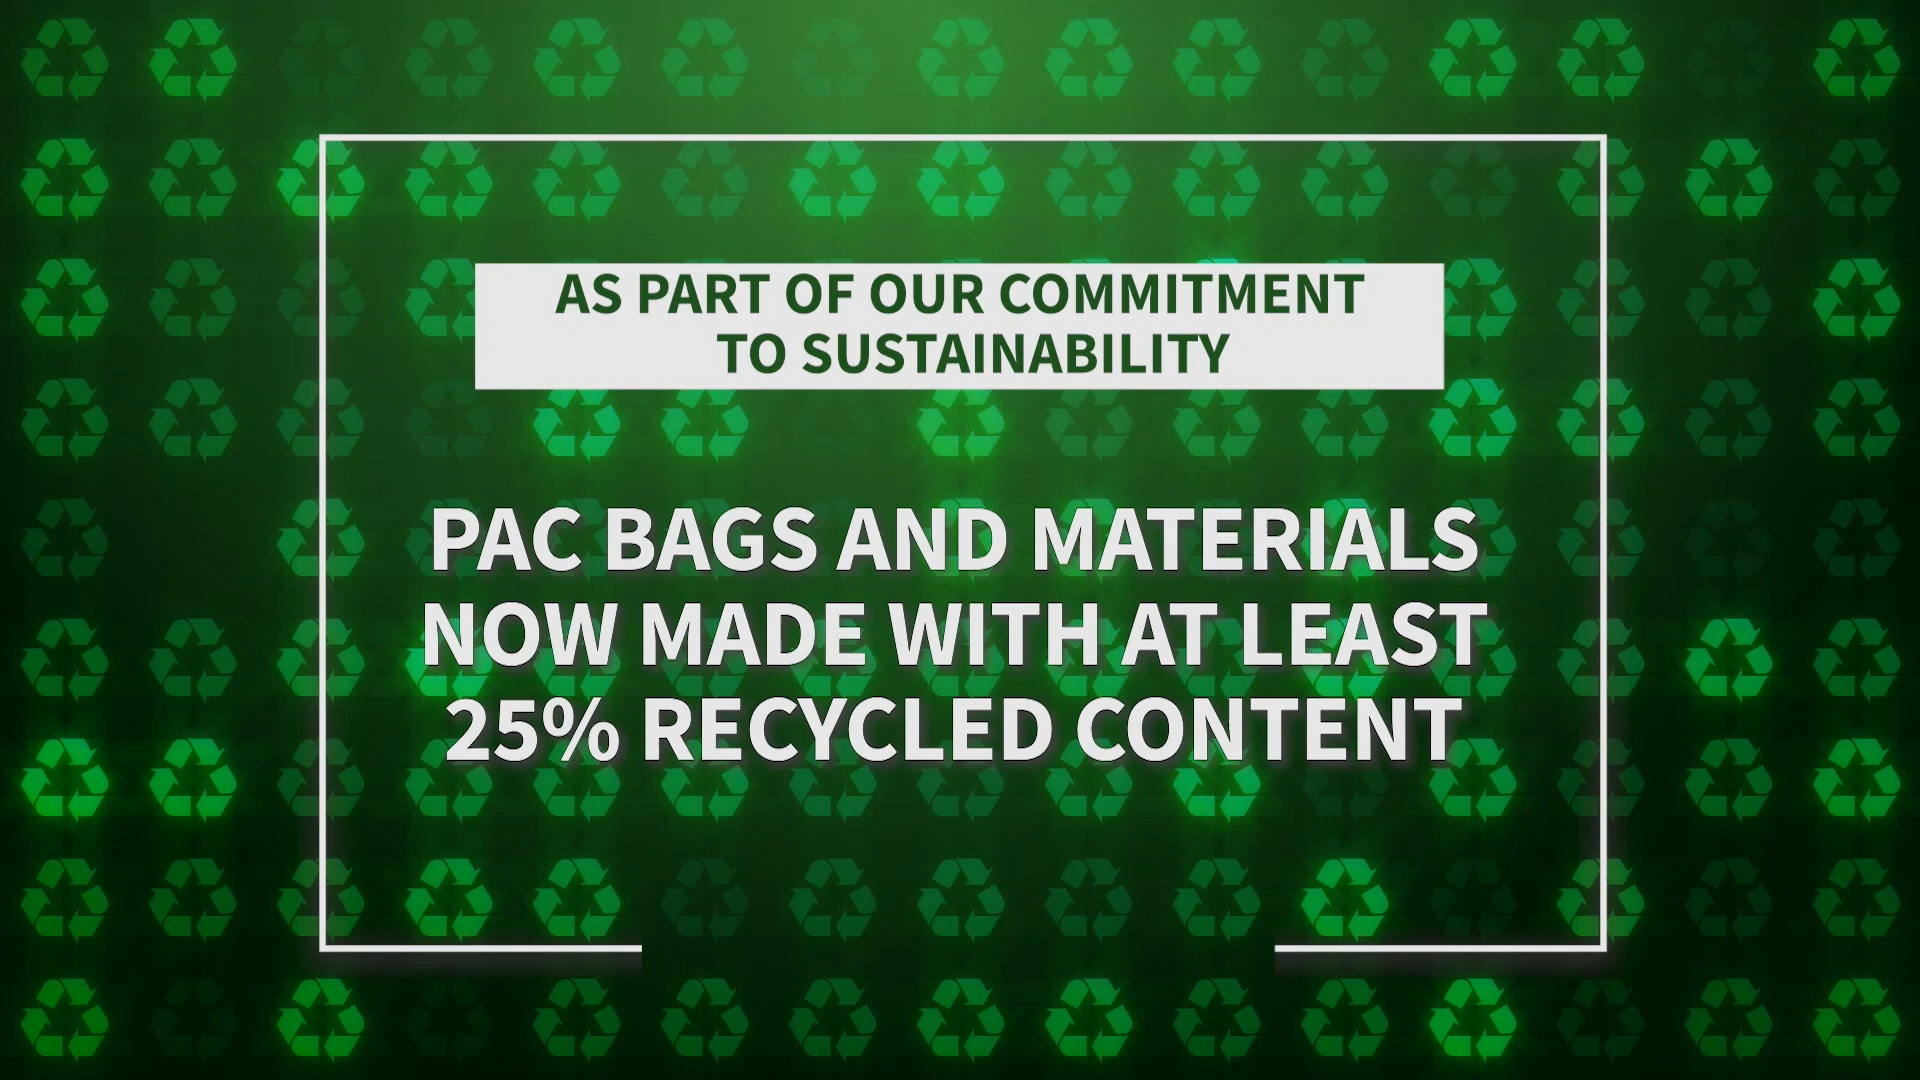 AS PART OF OUR COMMITMENT
TO SUSTAINABILITY
PAC BAGS AND MATERIALS
NOW MADE WITH AT LEAST
25% RECYCLED CONTENT